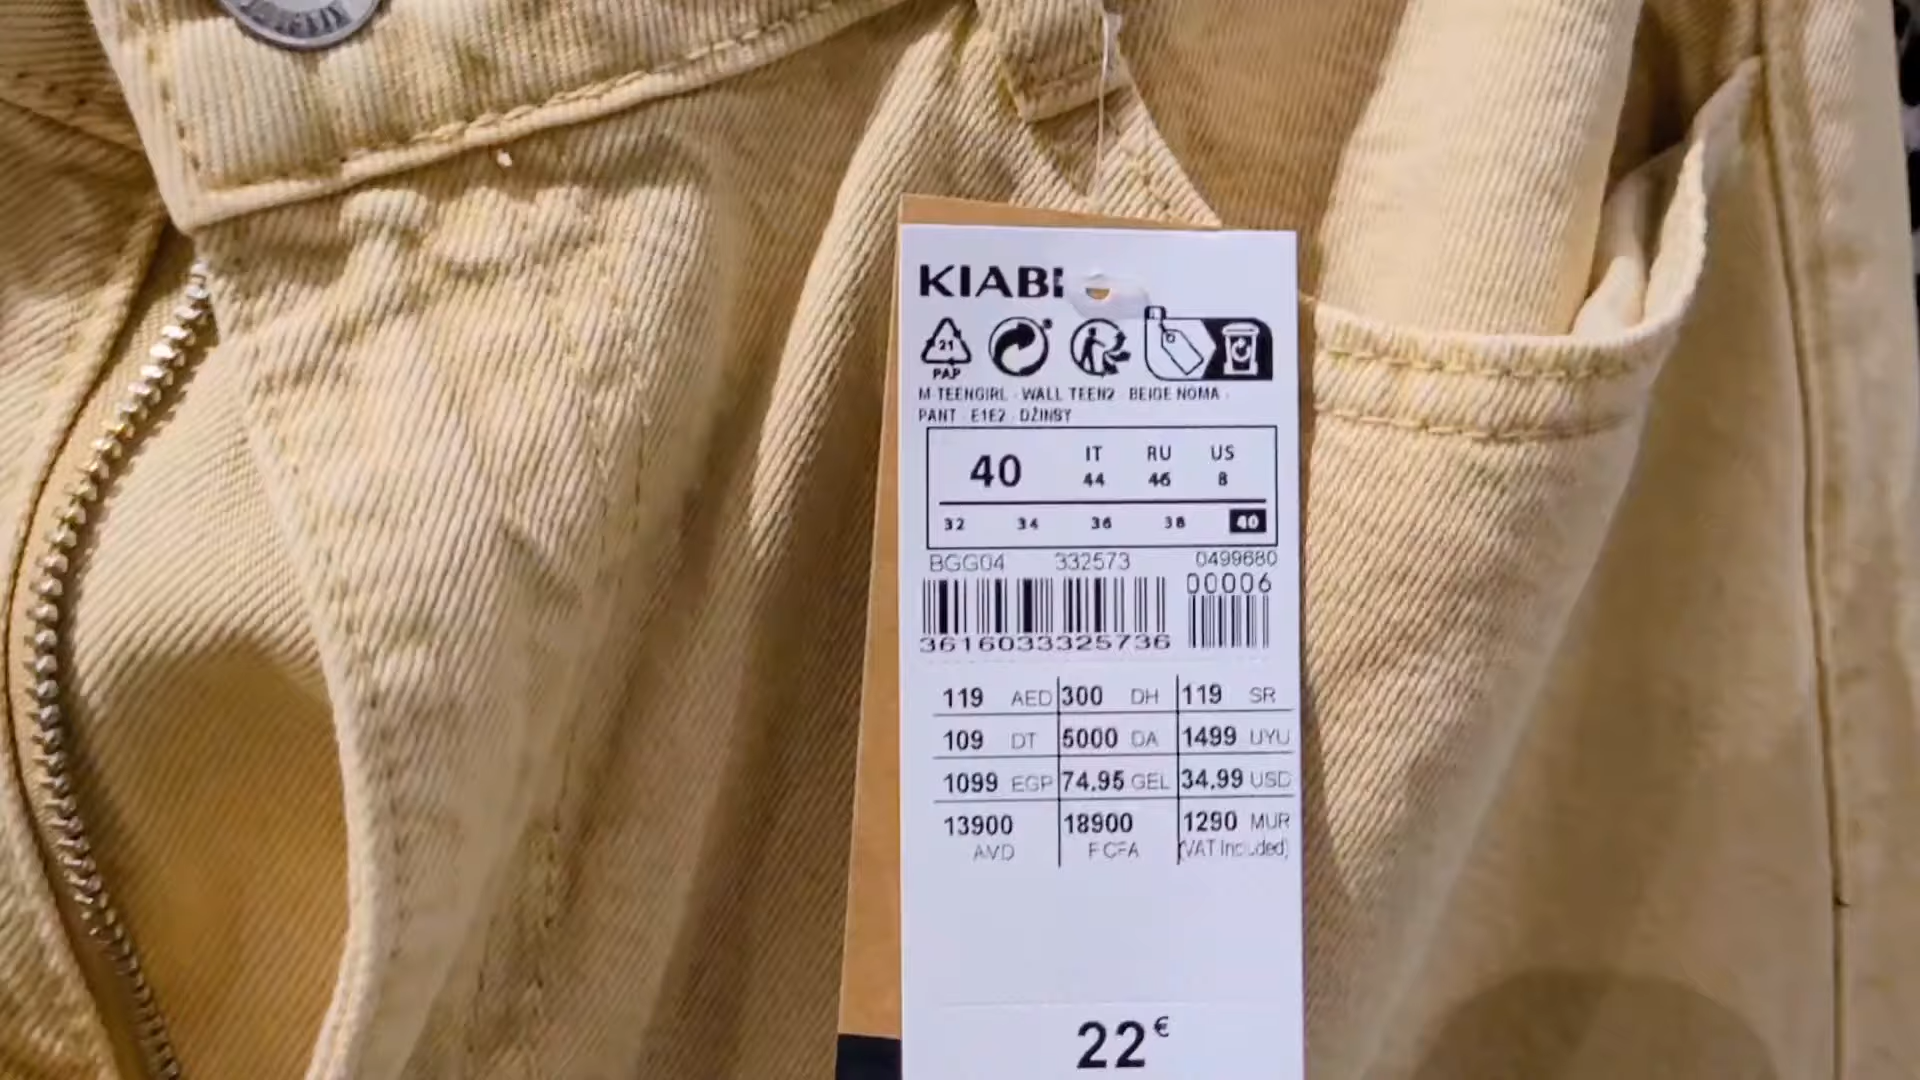 KIABI
21
PAP
M-TEENGIRL - WALL TEEN2 - BEIGE NOMA -
PANT - E1E2 - DŽINSY
40 IT RU US
44 46 8
32 34 36 38 40
BGG04 332573 0499680
00006
3616033325736
119 AED 300 DH 119 SR
109 DT 5000 DA 1499 UYU
1099 EGP 74.95 GEL 34.99 USD
13900 18900 1290 MUR
AMD F CFA (VAT Included)
22€